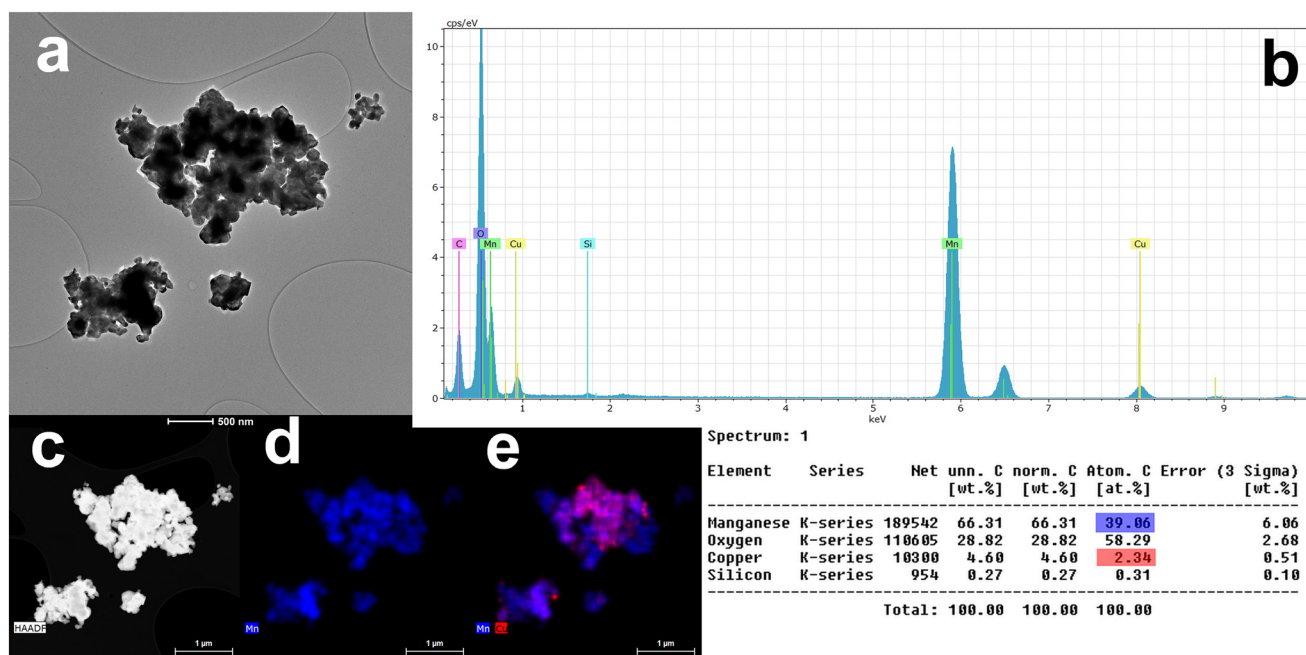 a
500 nm
b
cps/eV
10
8
6
4
2
0
C
O
Mn
Cu
Si
Mn
Cu
1 2 3 4 5 6 7 8 9
keV
c
HAADF
1 µm
d
Mn
1 µm
e
Mn Cu
1 µm
Spectrum: 1
Element Series Net unn. C norm. C Atom. C Error (3 Sigma)
[wt.%] [wt.%] [at.%] [wt.%]
Manganese K-series 189542 66.31 66.31 39.06 6.06
Oxygen K-series 110605 28.82 28.82 58.29 2.68
Copper K-series 10300 4.60 4.60 2.34 0.51
Silicon K-series 954 0.27 0.27 0.31 0.10
Total: 100.00 100.00 100.00